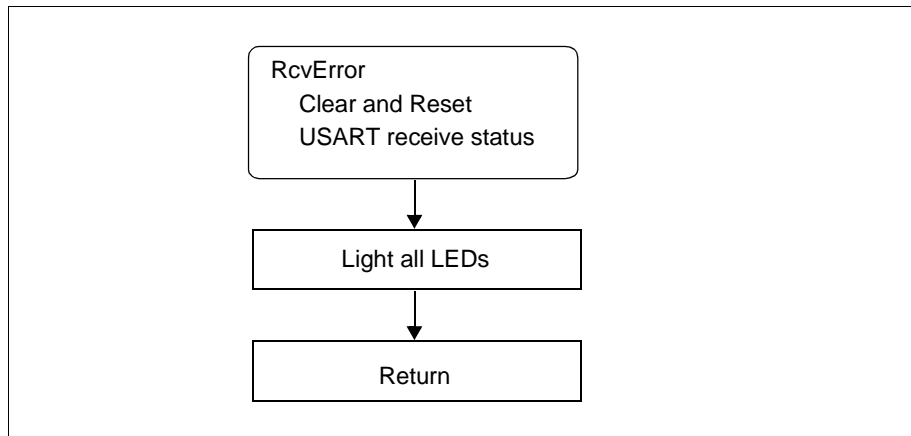 RcvError
Clear and Reset
USART receive status
Light all LEDs
Return